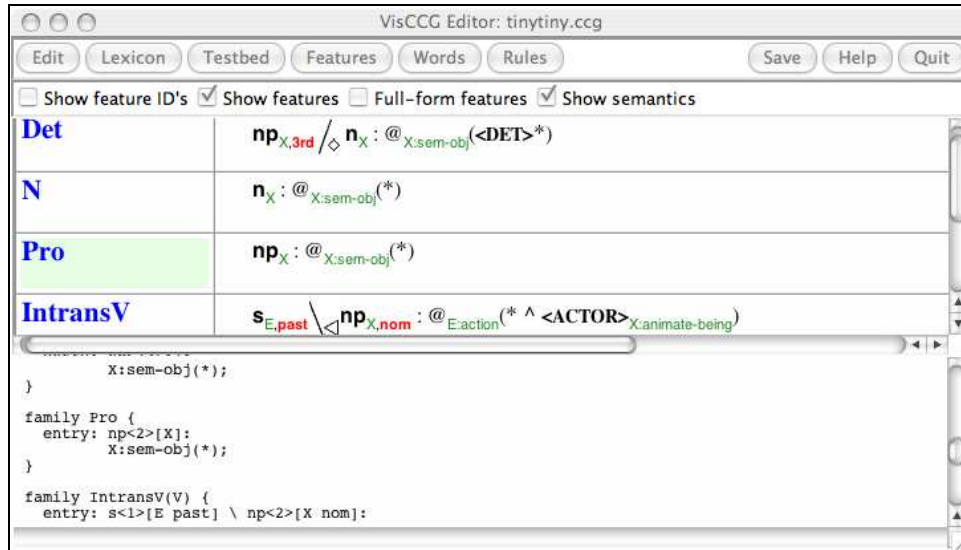 VisCCG Editor: tinytiny.ccg
Edit Lexicon Testbed Features Words Rules Save Help Quit
Show feature ID's Show features Full-form features Show semantics
Det np X,3rd /⋄ n X : @ X:sem-obj(<DET>*)
N n X : @ X:sem-obj(*)
Pro np X : @ X:sem-obj(*)
IntransV s E,past \◁ np X,nom : @ E:action(* ^ <ACTOR> X:animate-being)
X:sem-obj(*);
}
family Pro {
entry: np<2>[X]:
X:sem-obj(*);
}
family IntransV(V) {
entry: s<1>[E past] \ np<2>[X nom]: